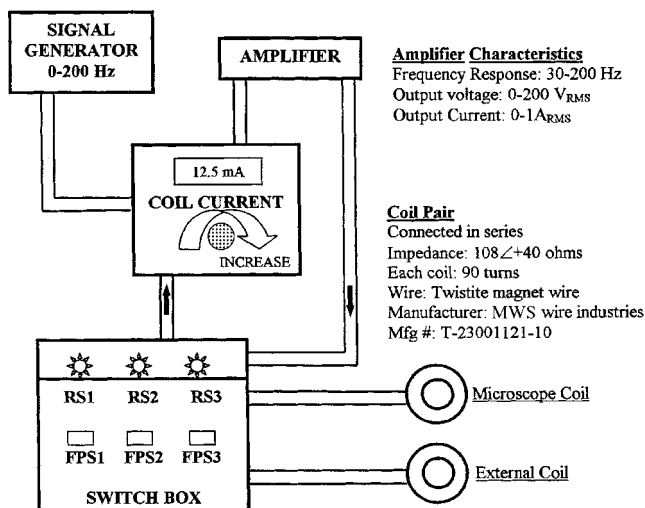 SIGNAL
GENERATOR
0-200 Hz
AMPLIFIER
Amplifier Characteristics
Frequency Response: 30-200 Hz
Output voltage: 0-200 VRMS
Output Current: 0-1ARMS
12.5 mA
COIL CURRENT
INCREASE
Coil Pair
Connected in series
Impedance: 108∠+40 ohms
Each coil: 90 turns
Wire: Twistite magnet wire
Manufacturer: MWS wire industries
Mfg #: T-23001121-10
RS1 RS2 RS3
FPS1 FPS2 FPS3
SWITCH BOX
Microscope Coil
External Coil